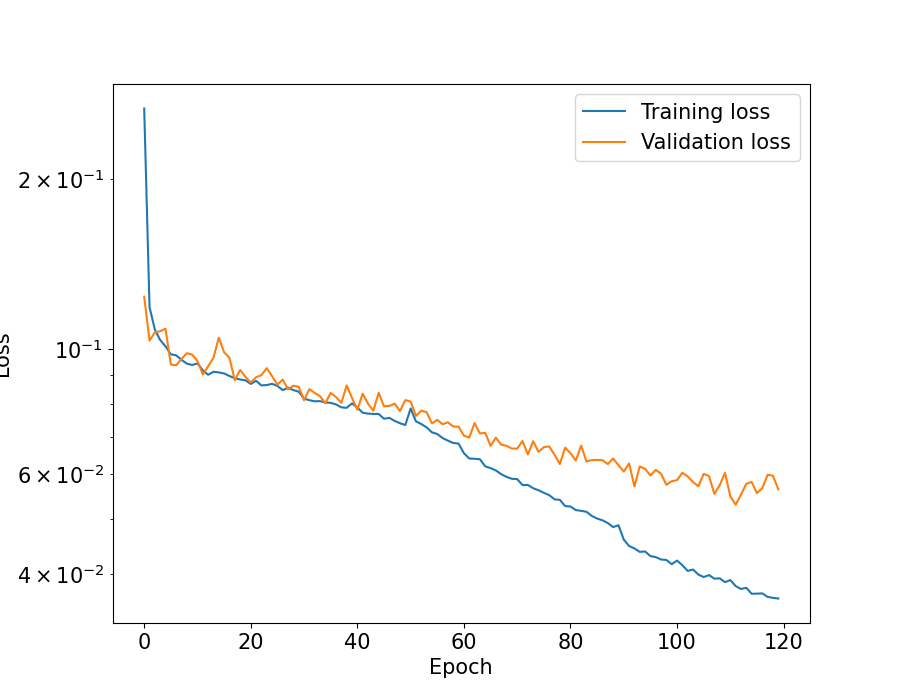 Training loss
Validation loss
2 × 10⁻¹
10⁻¹
6 × 10⁻²
4 × 10⁻²
Loss
0 20 40 60 80 100 120
Epoch